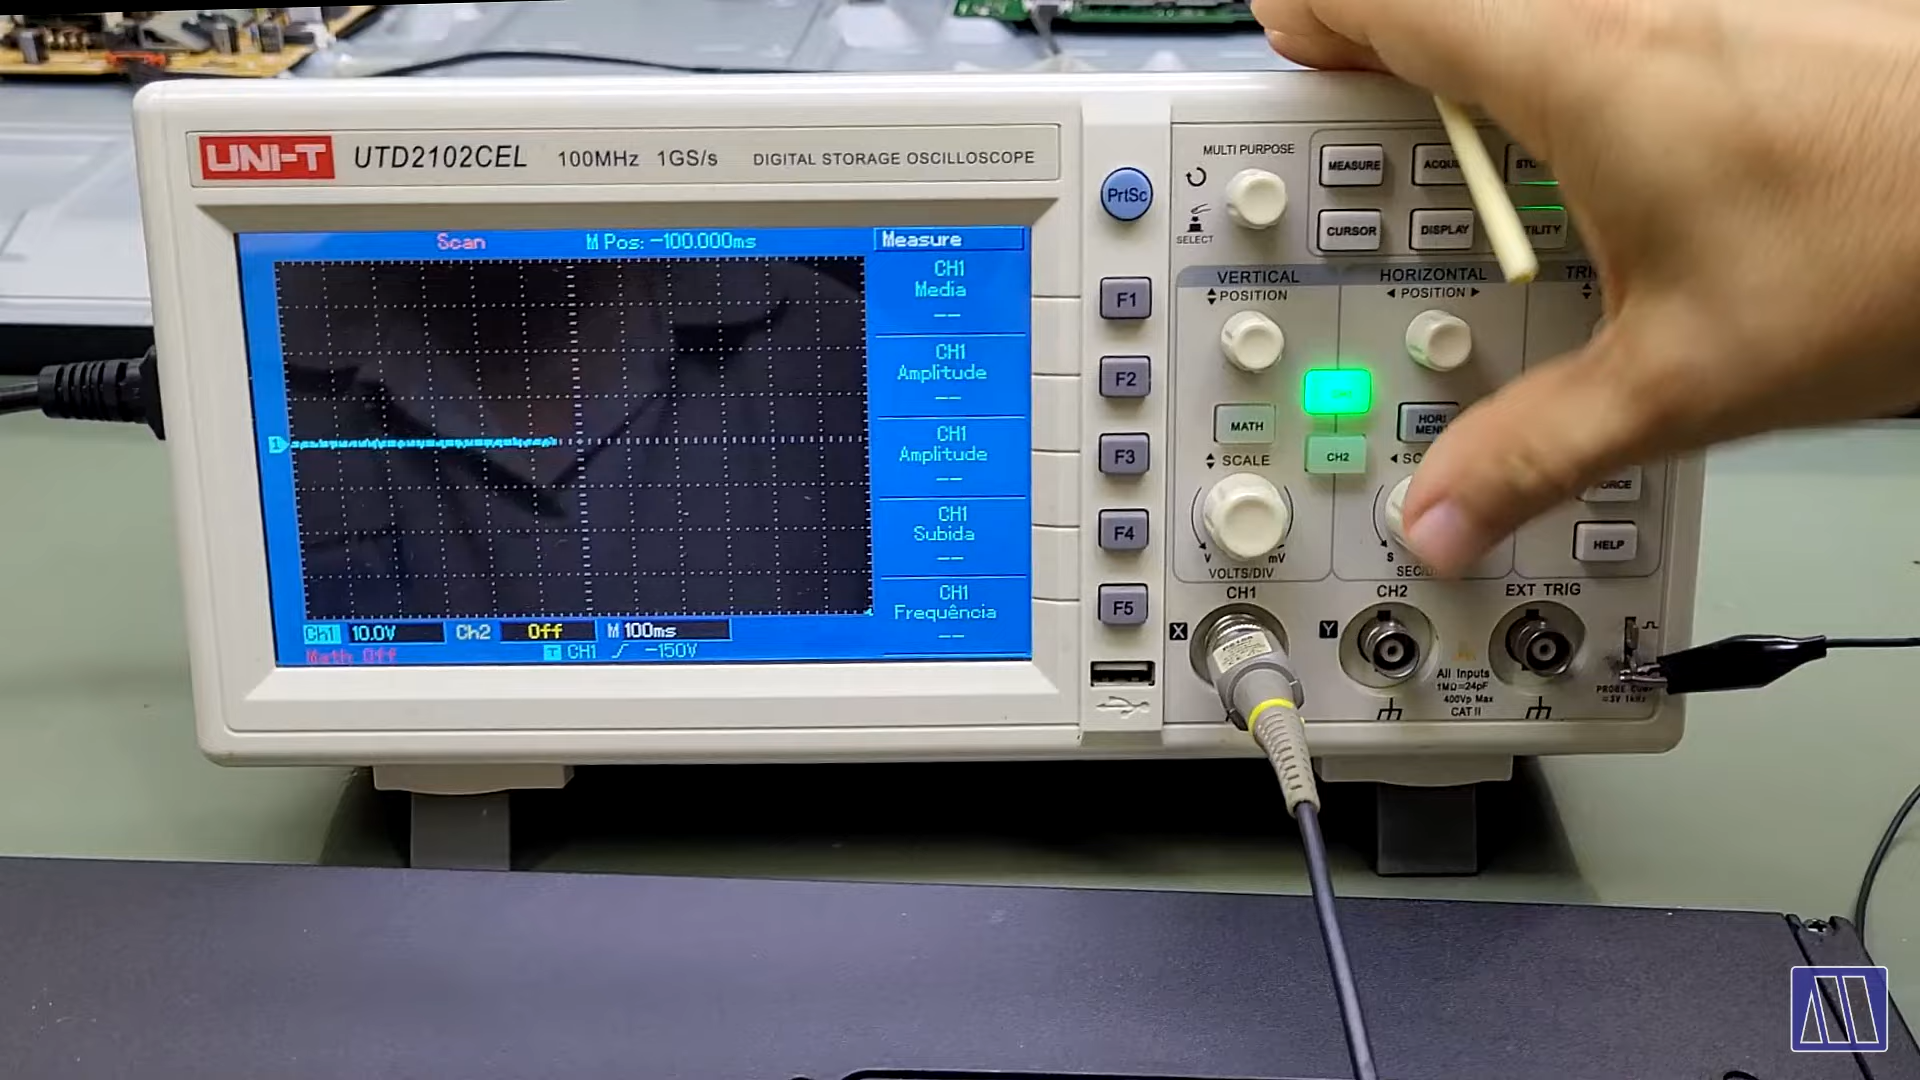 UNI-T UTD2102CEL 100MHz 1GS/s DIGITAL STORAGE OSCILLOSCOPE
Scan M Pos: -100.000ms Measure
CH1
Media
--
CH1
Amplitude
--
CH1
Amplitude
--
CH1
Subida
--
CH1
Frequência
--
1
Ch1 10.0V Ch2 Off M 100ms
Math Off T CH1 -150V
PrtSc
F1
F2
F3
F4
F5
MULTI PURPOSE
SELECT
MEASURE
CURSOR DISPLAY
VERTICAL HORIZONTAL
POSITION POSITION
MATH
CH2
SCALE
V mV
VOLTS/DIV
S
HELP
CH1 CH2 EXT TRIG
X Y
All Inputs
1MΩ=24pF
400Vp Max
CAT II